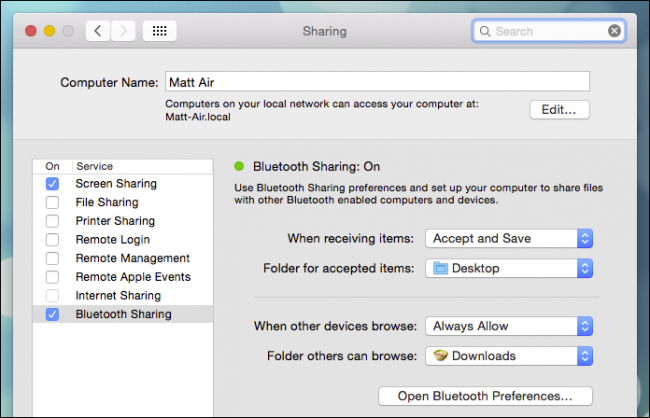 Sharing
Search
Computer Name: Matt Air
Computers on your local network can access your computer at:
Matt-Air.local
Edit...
On Service
Screen Sharing
File Sharing
Printer Sharing
Remote Login
Remote Management
Remote Apple Events
Internet Sharing
Bluetooth Sharing
Bluetooth Sharing: On
Use Bluetooth Sharing preferences and set up your computer to share files
with other Bluetooth enabled computers and devices.
When receiving items: Accept and Save
Folder for accepted items: Desktop
When other devices browse: Always Allow
Folder others can browse: Downloads
Open Bluetooth Preferences...